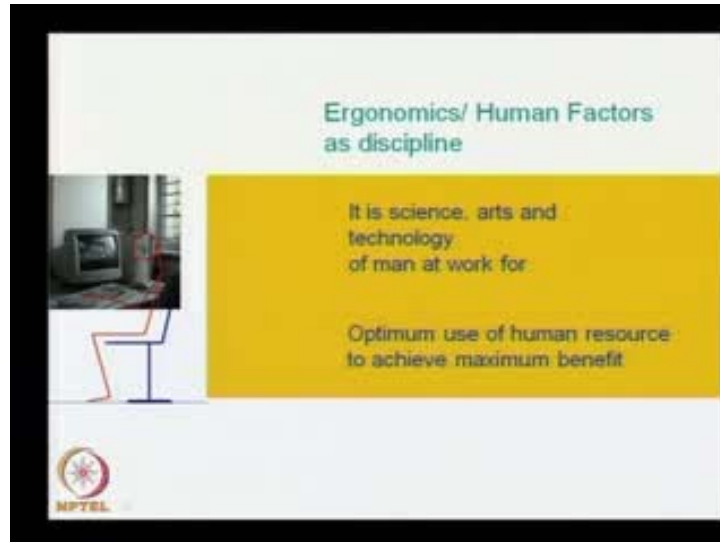 Ergonomics/ Human Factors
as discipline
It is science, arts and
technology
of man at work for
Optimum use of human resource
to achieve maximum benefit
NPTEL